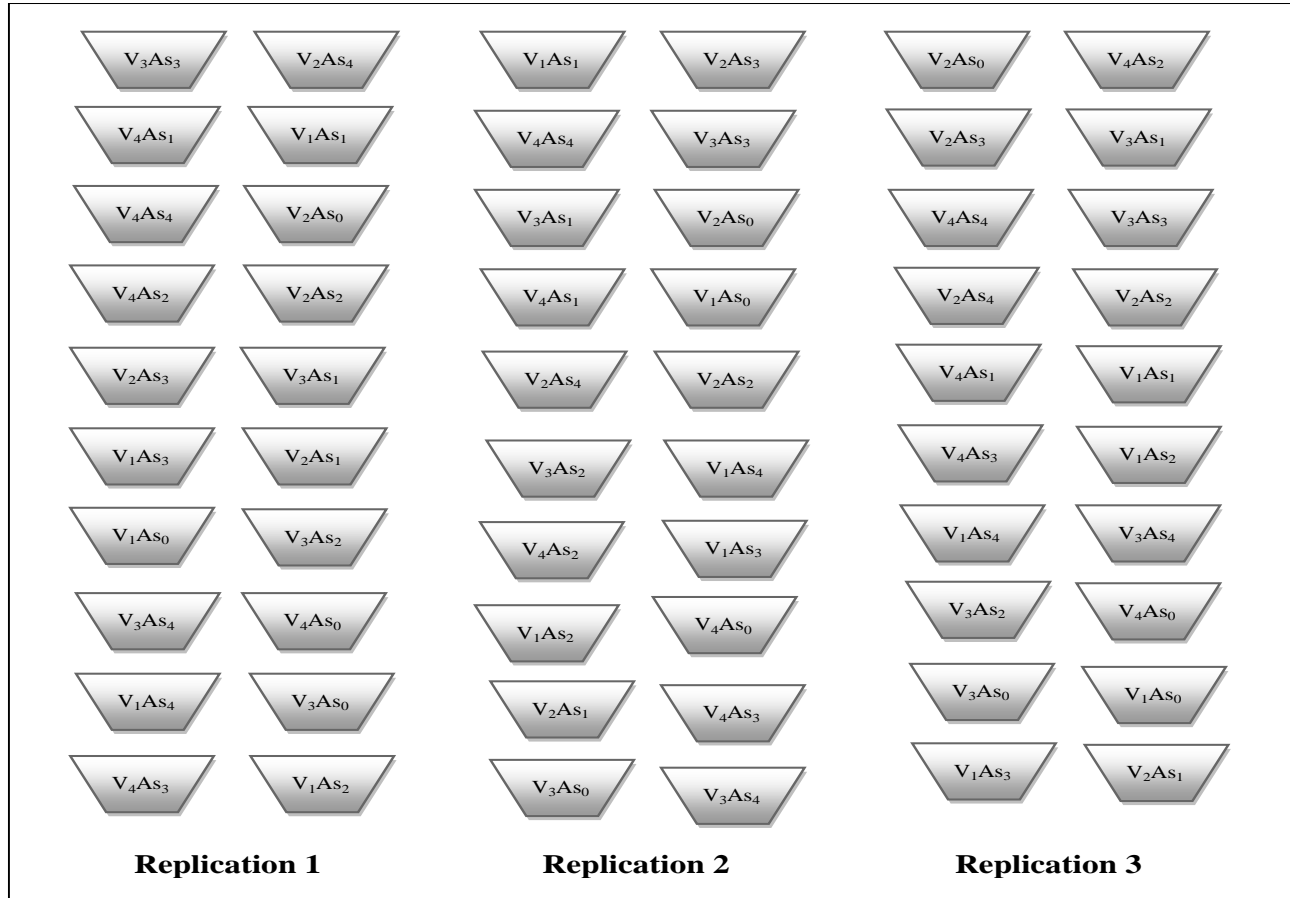 V₃As₃ V₂As₄ V₁As₁ V₂As₃ V₂As₀ V₄As₂
V₄As₁ V₁As₁ V₄As₄ V₃As₃ V₂As₃ V₃As₁
V₄As₄ V₂As₀ V₃As₁ V₂As₀ V₄As₄ V₃As₃
V₄As₂ V₂As₂ V₄As₁ V₁As₀ V₂As₄ V₂As₂
V₂As₃ V₃As₁ V₂As₄ V₂As₂ V₄As₁ V₁As₁
V₁As₃ V₂As₁ V₃As₂ V₁As₄ V₄As₃ V₁As₂
V₁As₀ V₃As₂ V₄As₂ V₁As₃ V₁As₄ V₃As₄
V₃As₄ V₄As₀ V₁As₂ V₄As₀ V₃As₂ V₄As₀
V₁As₄ V₃As₀ V₂As₁ V₄As₃ V₃As₀ V₁As₀
V₄As₃ V₁As₂ V₃As₀ V₃As₄ V₁As₃ V₂As₁
Replication 1 Replication 2 Replication 3